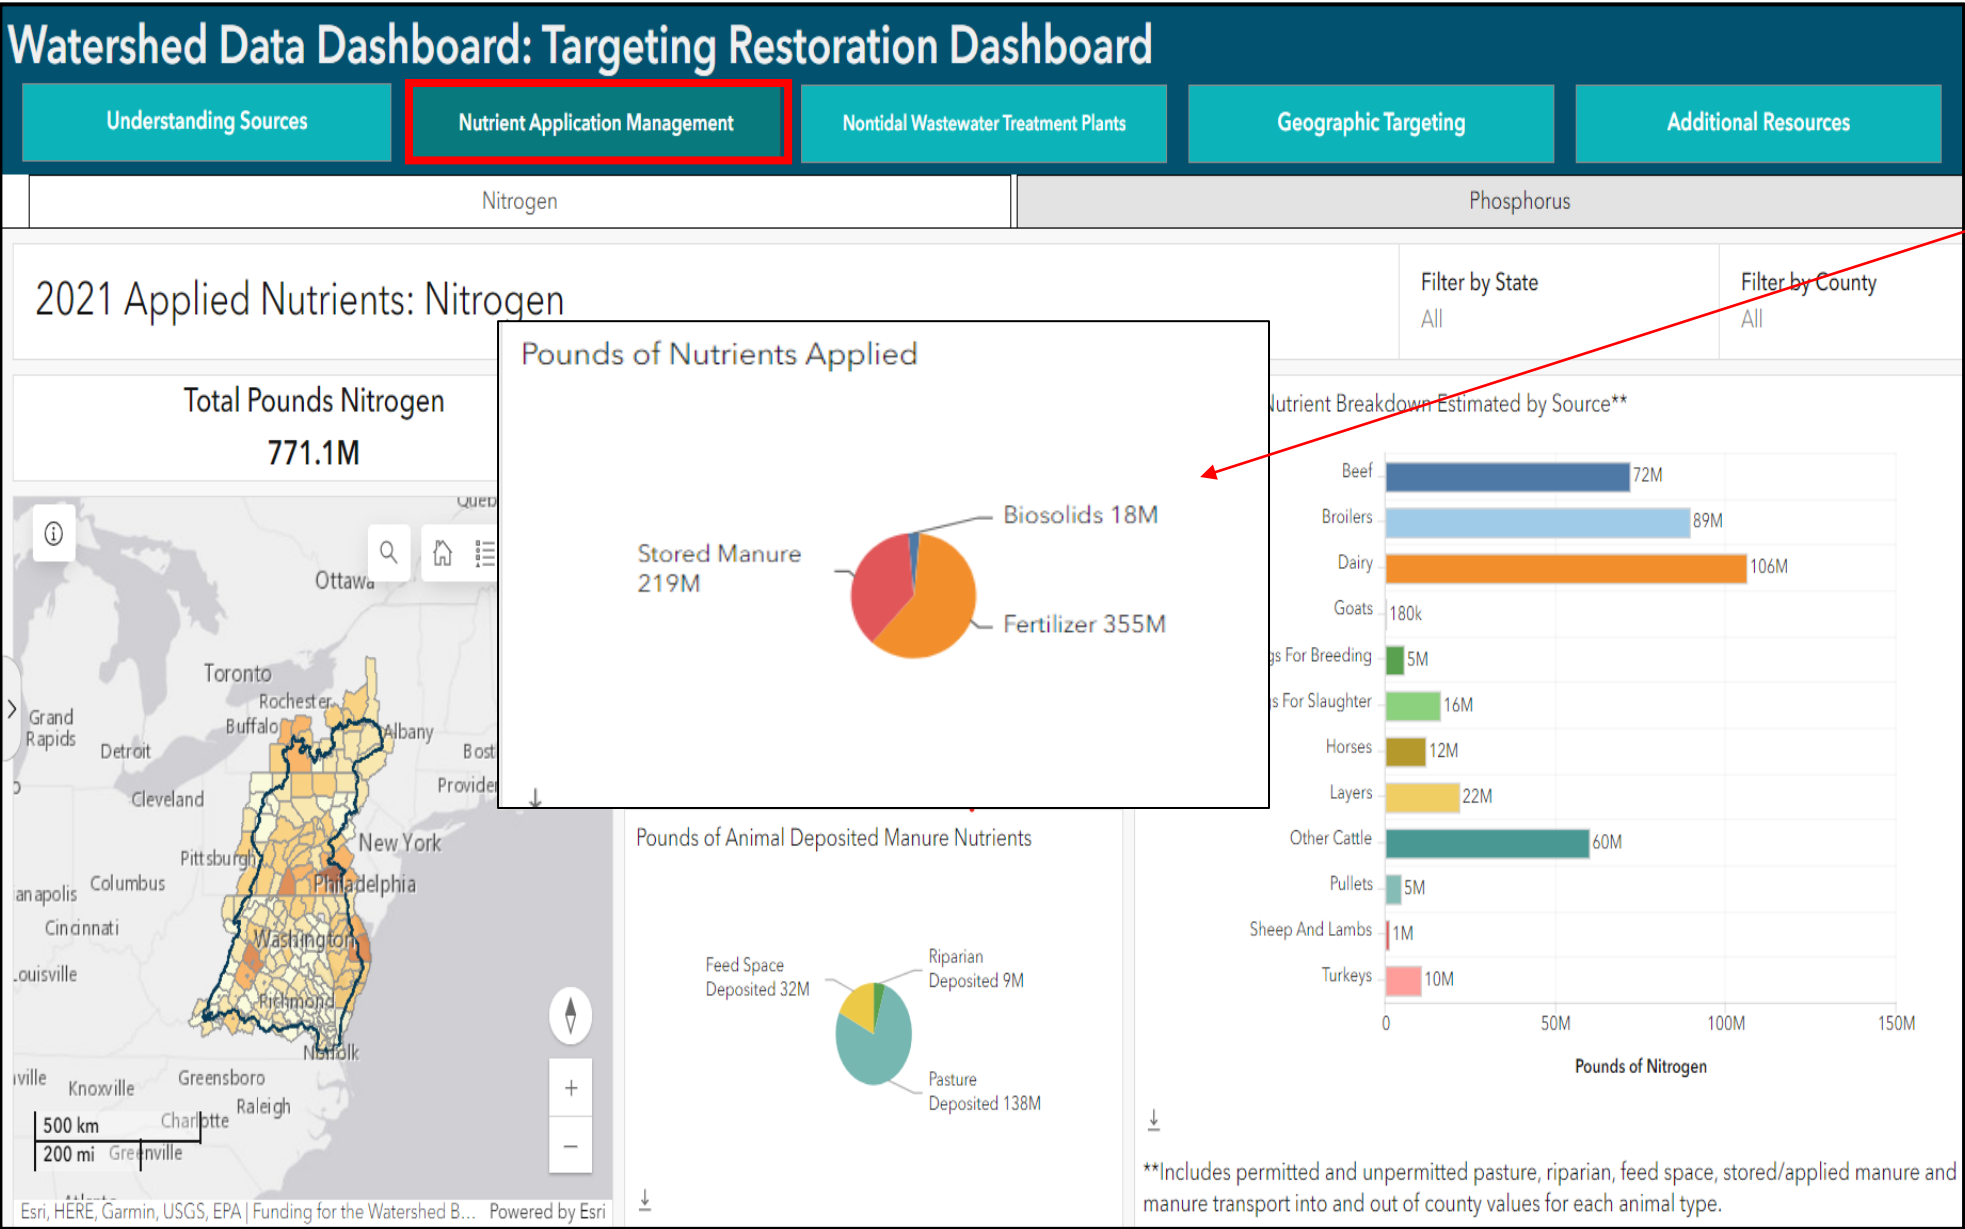 Watershed Data Dashboard: Targeting Restoration Dashboard
Understanding Sources
Nutrient Application Management
Nontidal Wastewater Treatment Plants
Geographic Targeting
Additional Resources
Nitrogen
Phosphorus
2021 Applied Nutrients: Nitrogen
Filter by State
All
Filter by County
All
Total Pounds Nitrogen
771.1M
Ottawa
Toronto
Rochester
Buffalo
Albany
Grand
Rapids
Detroit
Cleveland
New York
Pittsburgh
Philadelphia
Columbus
Cincinnati
Washington
Richmond
Norfolk
Knoxville
Greensboro
Raleigh
Charlotte
Greenville
500 km
200 mi
+
−
Esri, HERE, Garmin, USGS, EPA | Funding for the Watershed B... Powered by Esri
Pounds of Nutrients Applied
Biosolids 18M
Stored Manure
219M
Fertilizer 355M
Pounds of Animal Deposited Manure Nutrients
Feed Space
Deposited 32M
Riparian
Deposited 9M
Pasture
Deposited 138M
Breakdown Estimated by Source**
Beef 72M
Broilers 89M
Dairy 106M
Goats 180k
For Breeding 5M
For Slaughter 16M
Horses 12M
Layers 22M
Other Cattle 60M
Pullets 5M
Sheep And Lambs 1M
Turkeys 10M
0 50M 100M 150M
Pounds of Nitrogen
**Includes permitted and unpermitted pasture, riparian, feed space, stored/applied manure and
manure transport into and out of county values for each animal type.